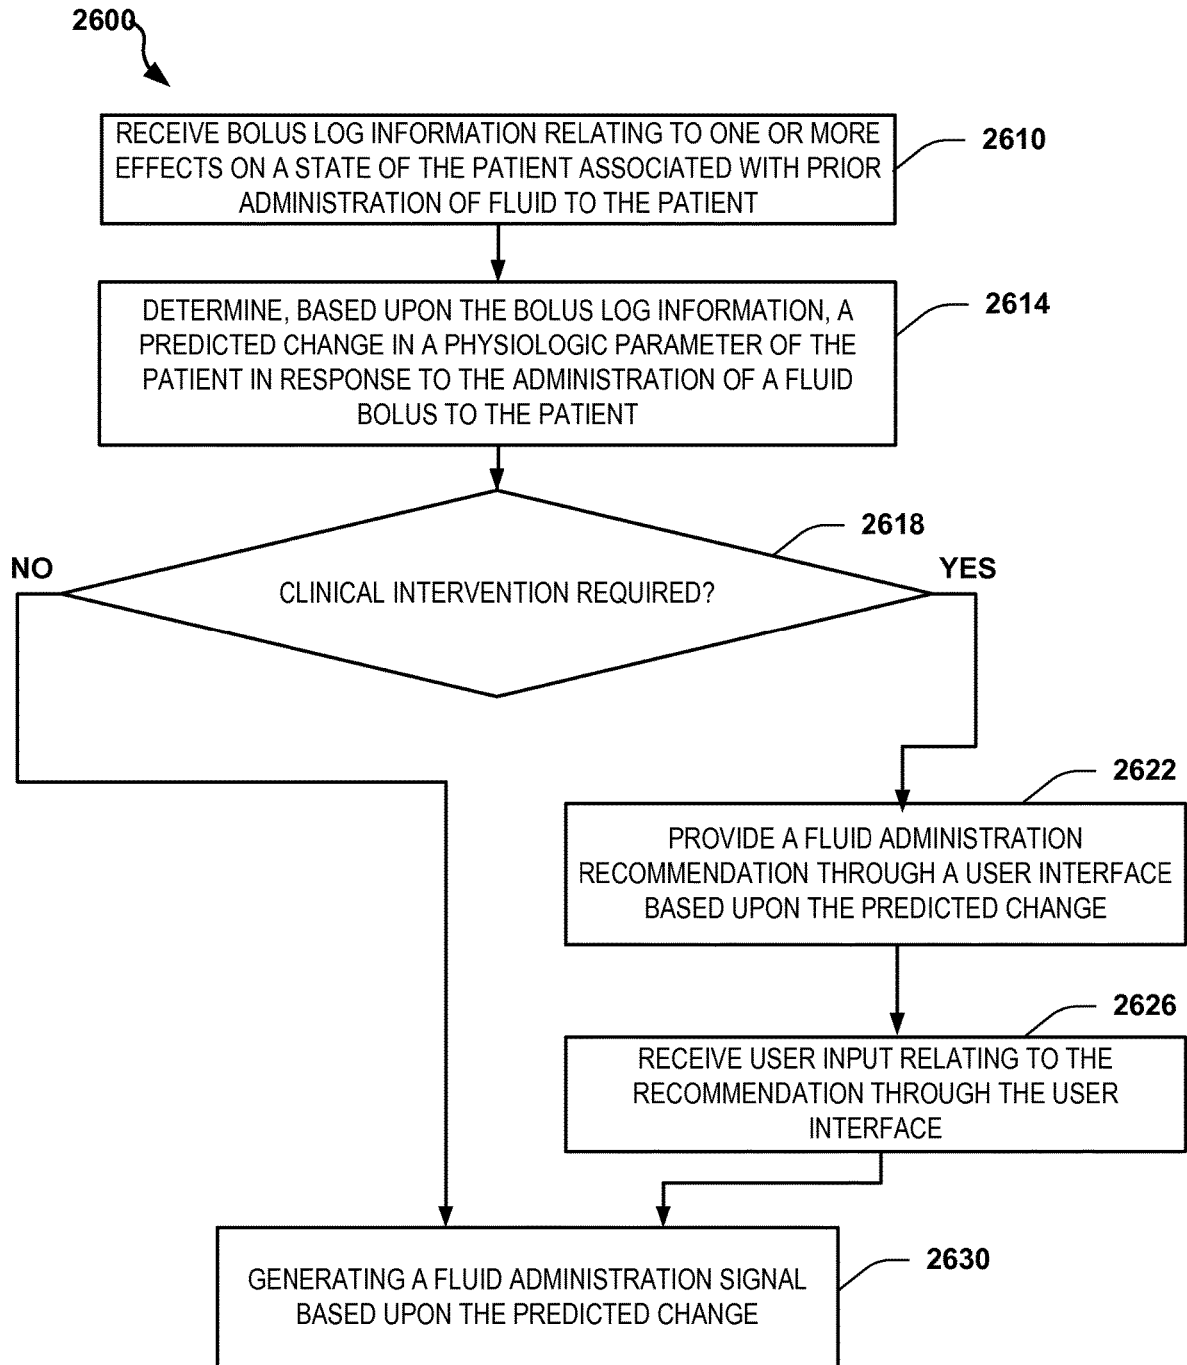 2600
RECEIVE BOLUS LOG INFORMATION RELATING TO ONE OR MORE
EFFECTS ON A STATE OF THE PATIENT ASSOCIATED WITH PRIOR
ADMINISTRATION OF FLUID TO THE PATIENT
2610
DETERMINE, BASED UPON THE BOLUS LOG INFORMATION, A
PREDICTED CHANGE IN A PHYSIOLOGIC PARAMETER OF THE
PATIENT IN RESPONSE TO THE ADMINISTRATION OF A FLUID
BOLUS TO THE PATIENT
2614
2618
NO
CLINICAL INTERVENTION REQUIRED?
YES
2622
PROVIDE A FLUID ADMINISTRATION
RECOMMENDATION THROUGH A USER INTERFACE
BASED UPON THE PREDICTED CHANGE
2626
RECEIVE USER INPUT RELATING TO THE
RECOMMENDATION THROUGH THE USER
INTERFACE
2630
GENERATING A FLUID ADMINISTRATION SIGNAL
BASED UPON THE PREDICTED CHANGE